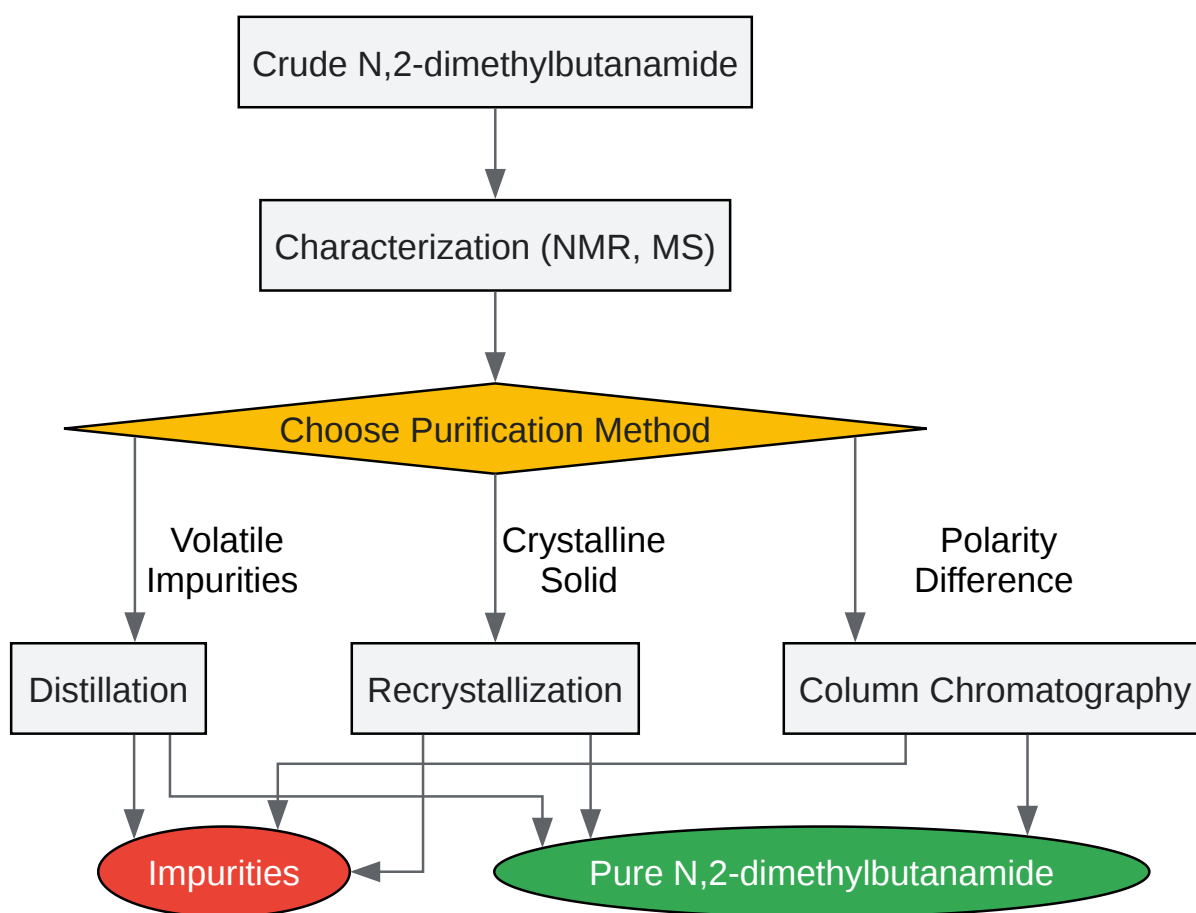 Crude N,2-dimethylbutanamide
Characterization (NMR, MS)
Choose Purification Method
Volatile
Impurities
Crystalline
Solid
Polarity
Difference
Distillation
Recrystallization
Column Chromatography
Impurities
Pure N,2-dimethylbutanamide